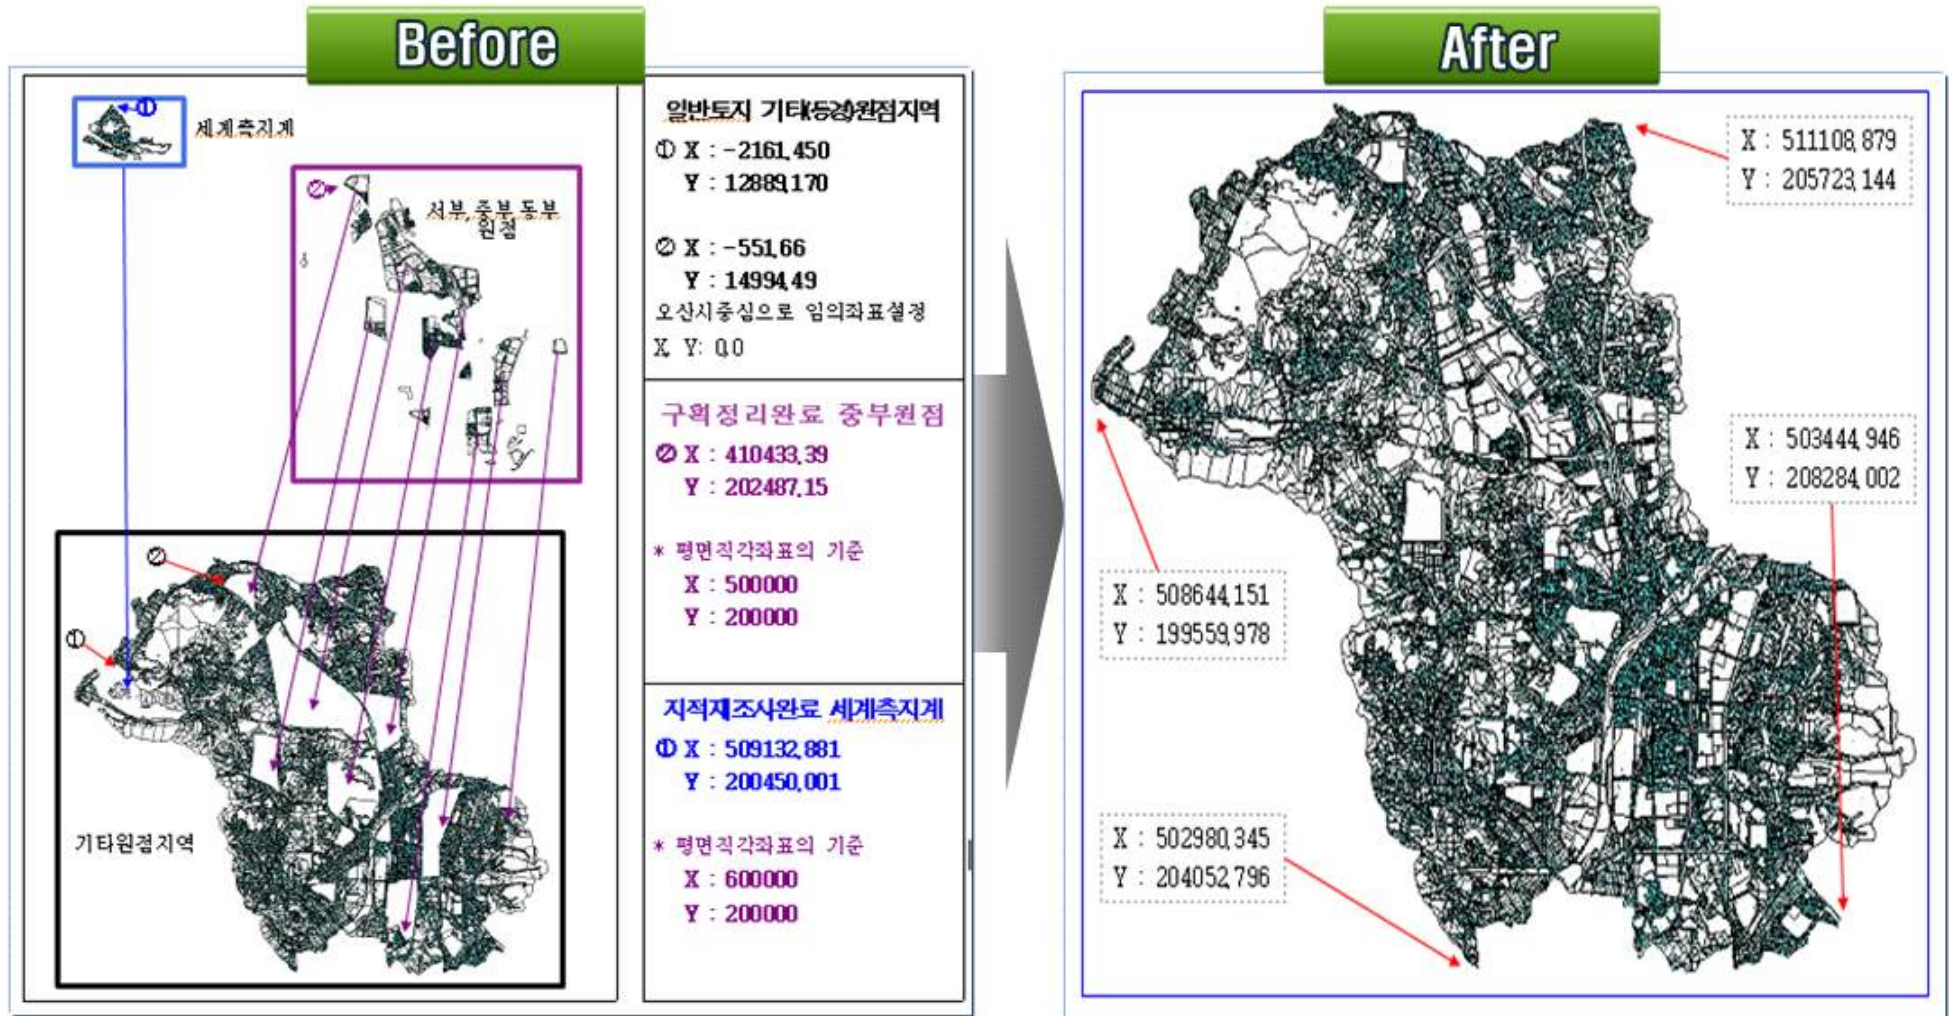 Before
①
세계측지계
②
서부, 중부, 동부
원점
②
①
기타원점지역
일반토지 기타(등경)원점지역
① X : -2161.450
Y : 12889.170
② X : -551.66
Y : 14994.49
오산시중심으로 임의좌표설정
X, Y: 0,0
구획정리완료 중부원점
② X : 410433.39
Y : 202487.15
* 평면직각좌표의 기준
X : 500000
Y : 200000
지적재조사완료 세계측지계
① X : 509132.881
Y : 200450.001
* 평면직각좌표의 기준
X : 600000
Y : 200000
After
X : 511108.879
Y : 205723.144
X : 503444.946
Y : 208284.002
X : 508644.151
Y : 199559.978
X : 502980.345
Y : 204052.796